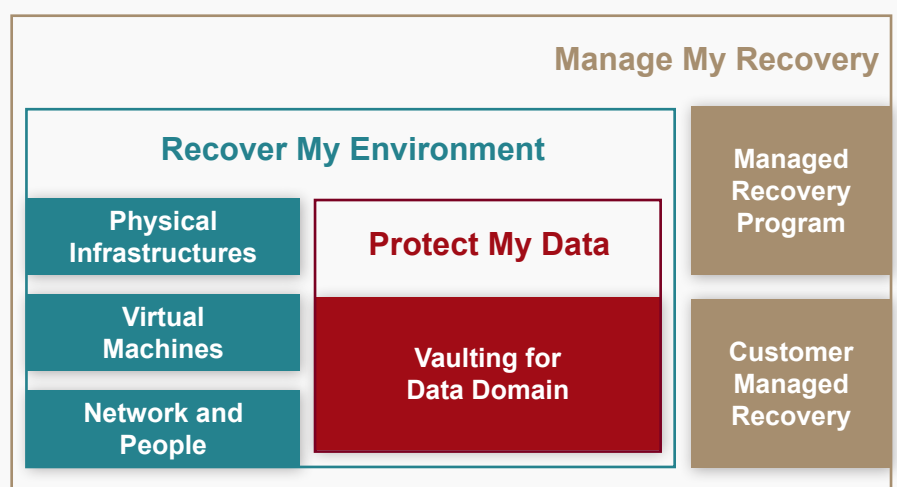 Manage My Recovery
Recover My Environment
Physical
Infrastructures
Virtual
Machines
Network and
People
Protect My Data
Vaulting for
Data Domain
Managed
Recovery
Program
Customer
Managed
Recovery